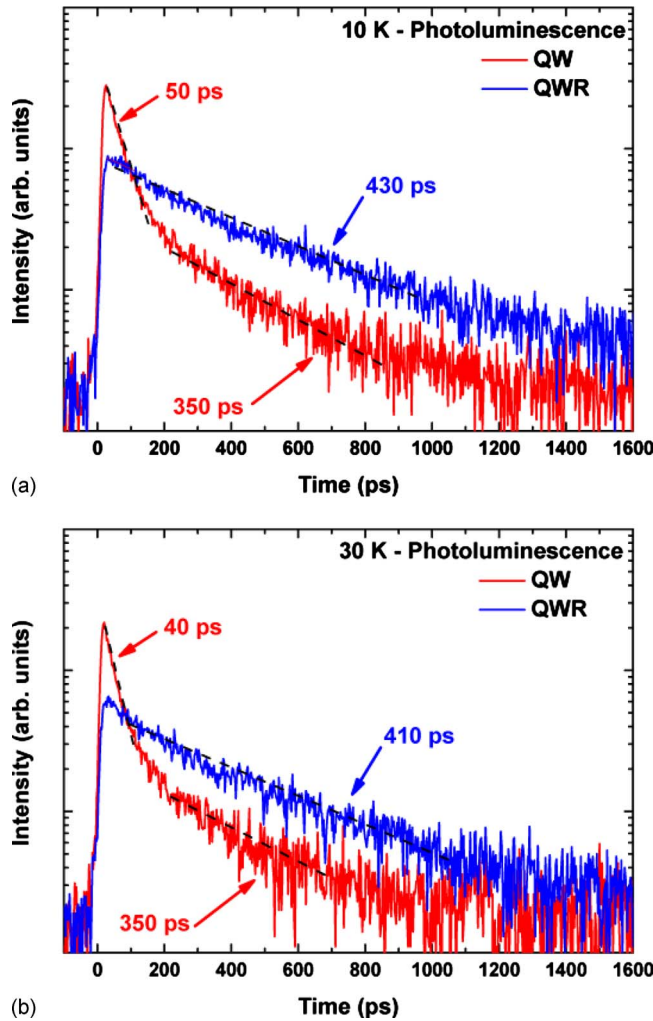 10 K - Photoluminescence
QW
QWR
50 ps
430 ps
350 ps
Intensity (arb. units)
0 200 400 600 800 1000 1200 1400 1600
Time (ps)
(a)
30 K - Photoluminescence
QW
QWR
40 ps
410 ps
350 ps
Intensity (arb. units)
0 200 400 600 800 1000 1200 1400 1600
Time (ps)
(b)